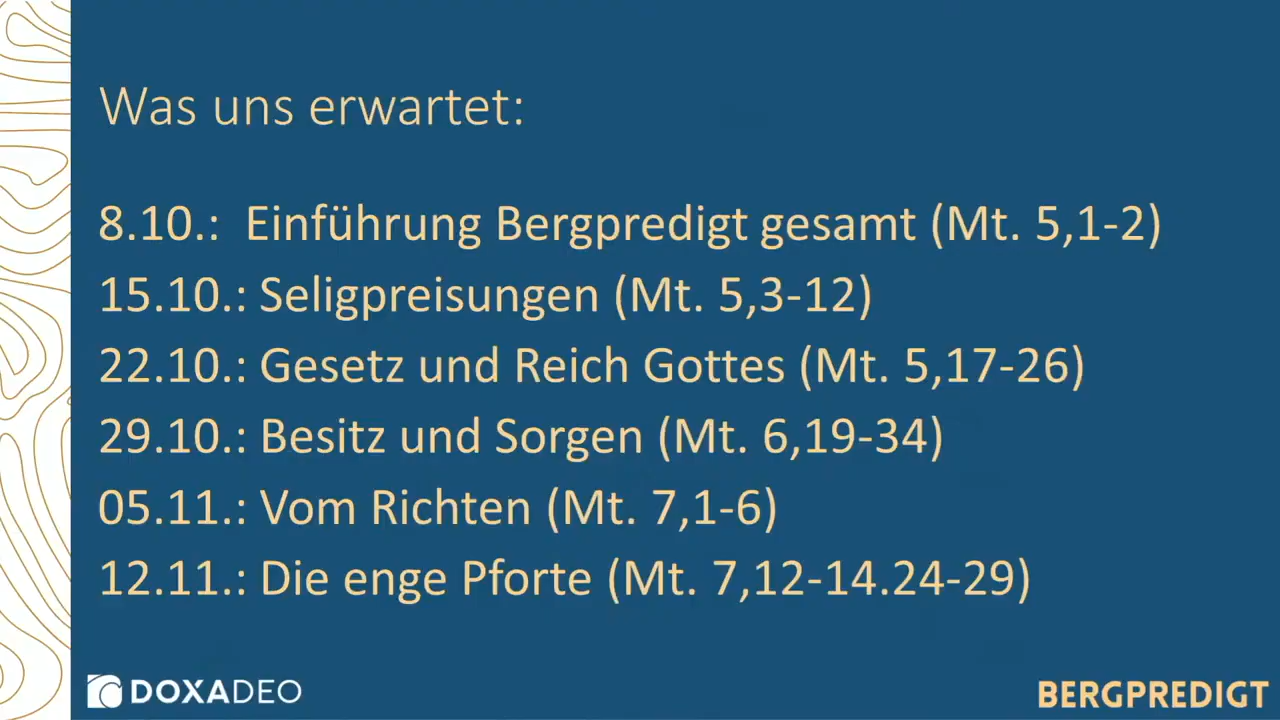 Was uns erwartet:
8.10.: Einführung Bergpredigt gesamt (Mt. 5,1-2)
15.10.: Seligpreisungen (Mt. 5,3-12)
22.10.: Gesetz und Reich Gottes (Mt. 5,17-26)
29.10.: Besitz und Sorgen (Mt. 6,19-34)
05.11.: Vom Richten (Mt. 7,1-6)
12.11.: Die enge Pforte (Mt. 7,12-14.24-29)
DOXADEO
BERGPREDIGT